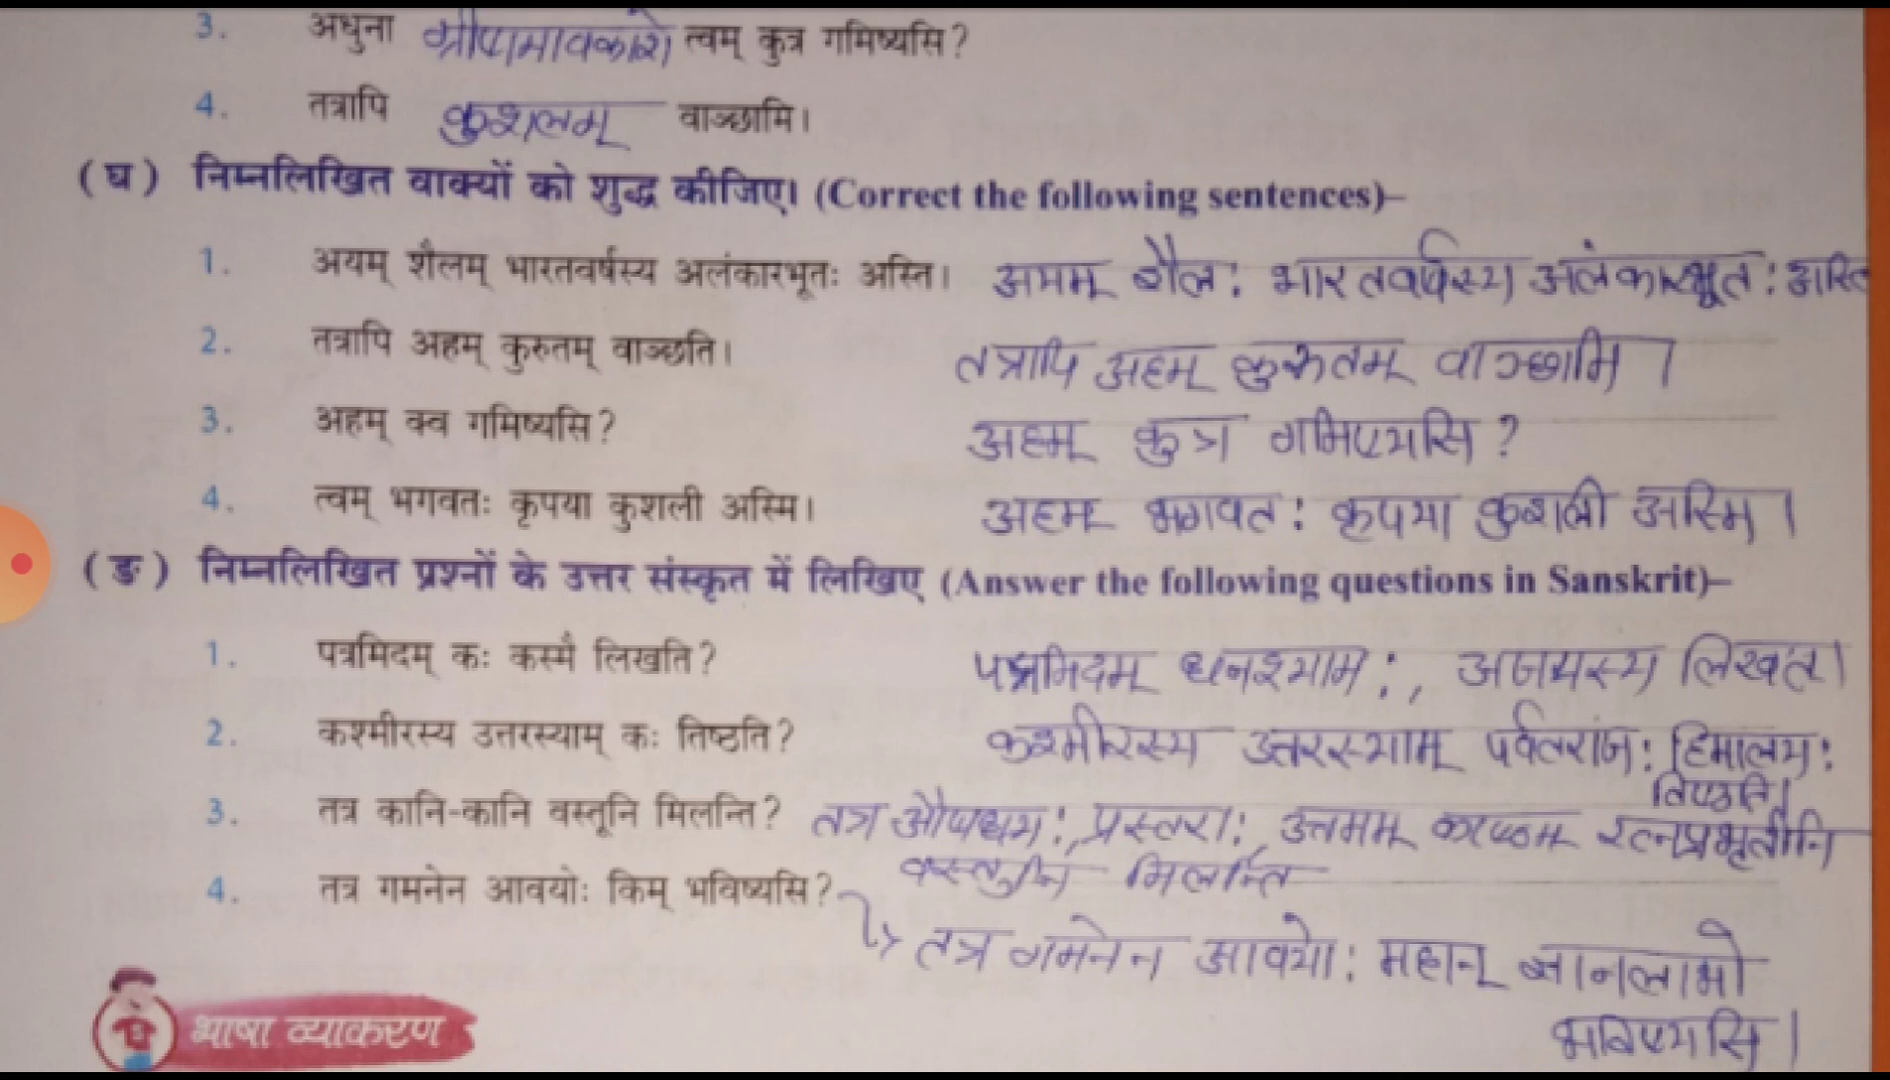 3. अधुना ग्रीष्मावकाशे त्वम् कुत्र गमिष्यसि?
4. तत्रापि कुशलम् वाञ्छामि।
(घ) निम्नलिखित वाक्यों को शुद्ध कीजिए। (Correct the following sentences)–
1. अयम् शैलम् भारतवर्षस्य अलंकारभूतः अस्ति। अयम् शैलः भारतवर्षस्य अलंकारभूतः अस्ति
2. तत्रापि अहम् कुरुतम् वाञ्छति। तत्रापि अहम् कुरुतम् वाञ्छामि।
3. अहम् क्व गमिष्यसि? अहम् कुत्र गमिष्यसि?
4. त्वम् भगवतः कृपया कुशली अस्मि। अहम् भगवतः कृपया कुशली अस्मि।
(ङ) निम्नलिखित प्रश्नों के उत्तर संस्कृत में लिखिए (Answer the following questions in Sanskrit)–
1. पत्रमिदम् कः कस्मै लिखति? पत्रमिदम् धनश्यामः, अजयस्य लिखत।
2. कश्मीरस्य उत्तरस्याम् कः तिष्ठति? कश्मीरस्य उत्तरस्याम् पर्वतराजः हिमालयः
तिष्ठति।
3. तत्र कानि-कानि वस्तूनि मिलन्ति? तत्र औषधयः, प्रस्तराः, उत्तमम् काष्ठम् रत्नप्रभृतीनि
वस्तुनि मिलन्ति
4. तत्र गमनेन आवयोः किम् भविष्यसि?
तत्र गमनेन आवयोः महान् ज्ञानलाभो
भविष्यसि।
भाषा व्याकरण